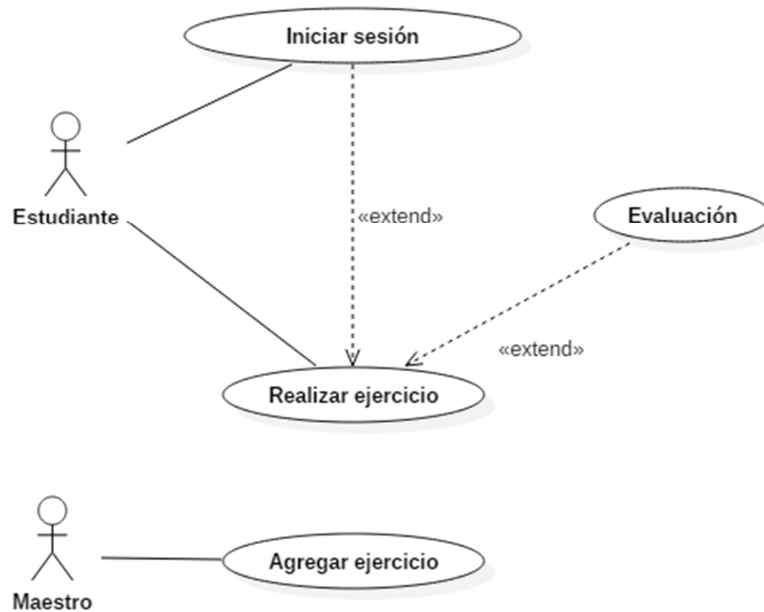 Iniciar sesión
Estudiante
«extend»
Evaluación
«extend»
Realizar ejercicio
Agregar ejercicio
Maestro